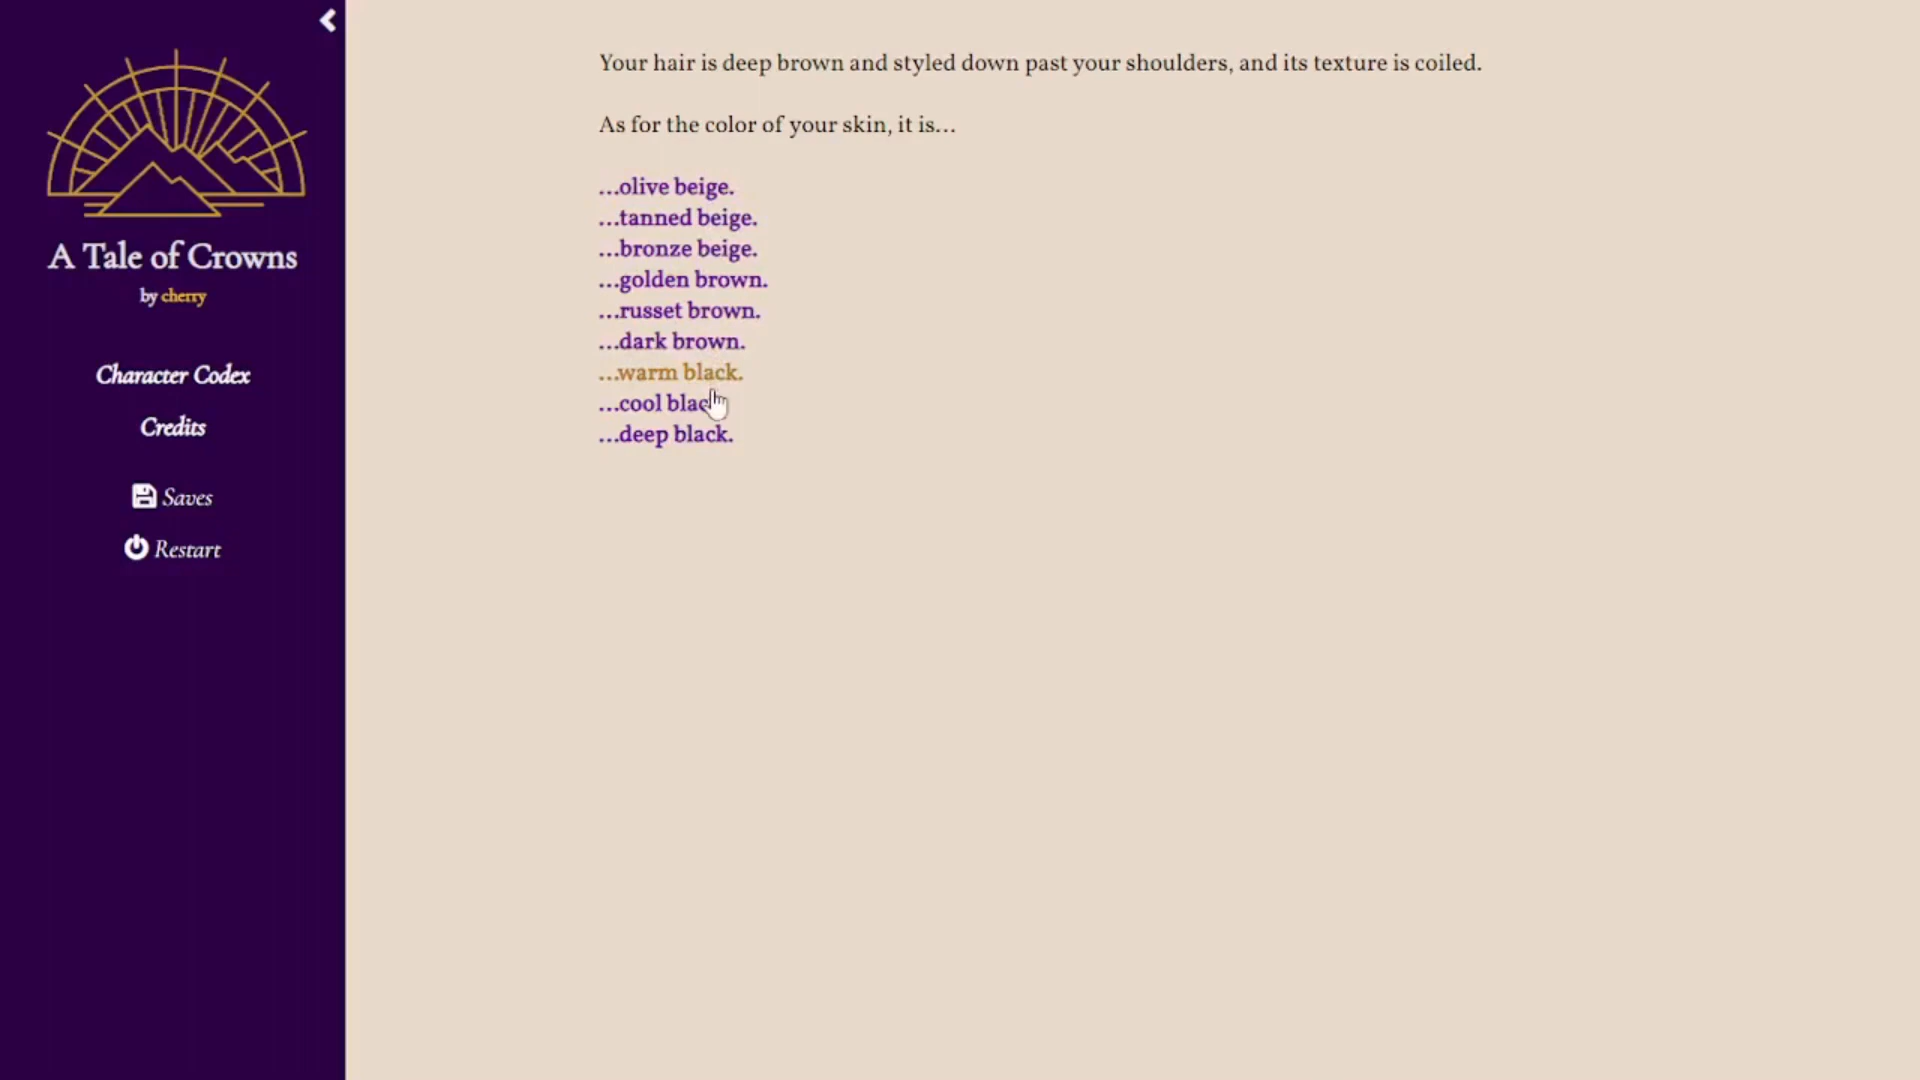 A Tale of Crowns
by cherry
Character Codex
Credits
Saves
Restart
Your hair is deep brown and styled down past your shoulders, and its texture is coiled.
As for the color of your skin, it is…
…olive beige.
…tanned beige.
…bronze beige.
…golden brown.
…russet brown.
…dark brown.
…warm black.
…cool black.
…deep black.